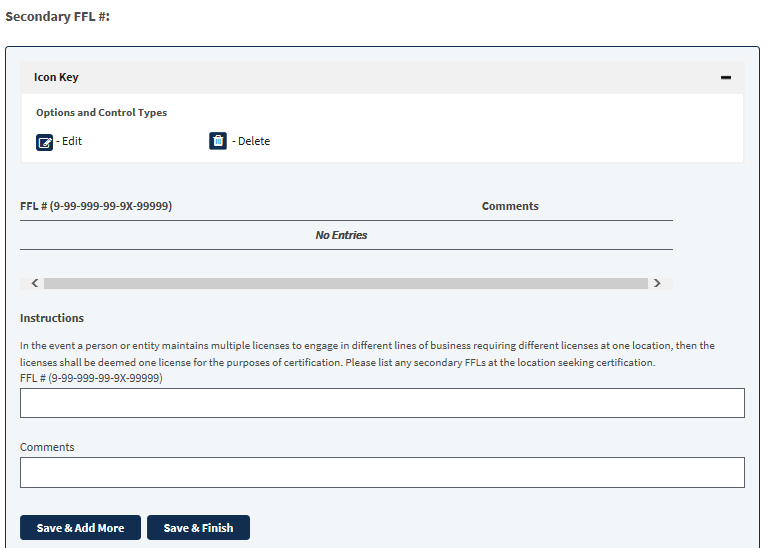 Secondary FFL #:
Icon Key
Options and Control Types
- Edit
- Delete
FFL # (9-99-999-99-9X-99999)
Comments
No Entries
Instructions
In the event a person or entity maintains multiple licenses to engage in different lines of business requiring different licenses at one location, then the
licenses shall be deemed one license for the purposes of certification. Please list any secondary FFLs at the location seeking certification.
FFL # (9-99-999-99-9X-99999)
Comments
Save & Add More
Save & Finish